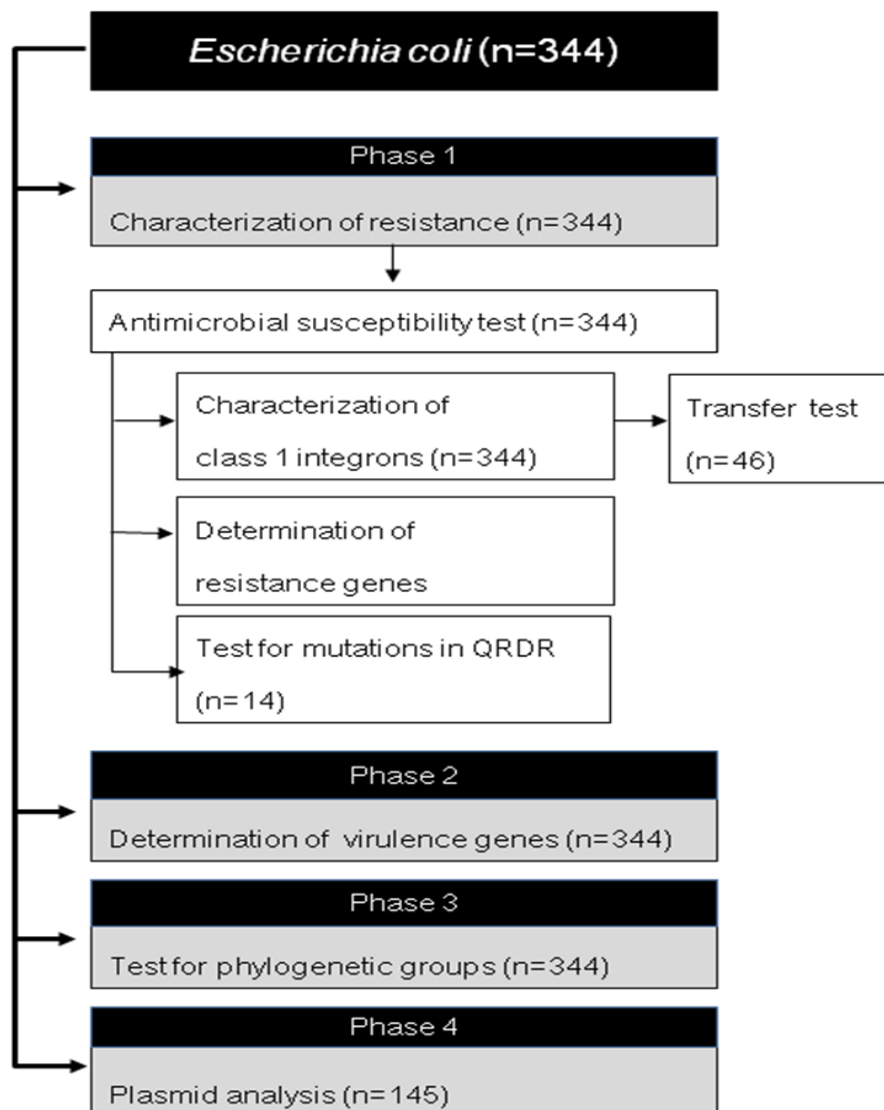 Escherichia coli (n=344)
Phase 1
Characterization of resistance (n=344)
Antimicrobial susceptibility test (n=344)
Characterization of
class 1 integrons (n=344)
Transfer test
(n=46)
Determination of
resistance genes
Test for mutations in QRDR
(n=14)
Phase 2
Determination of virulence genes (n=344)
Phase 3
Test for phylogenetic groups (n=344)
Phase 4
Plasmid analysis (n=145)